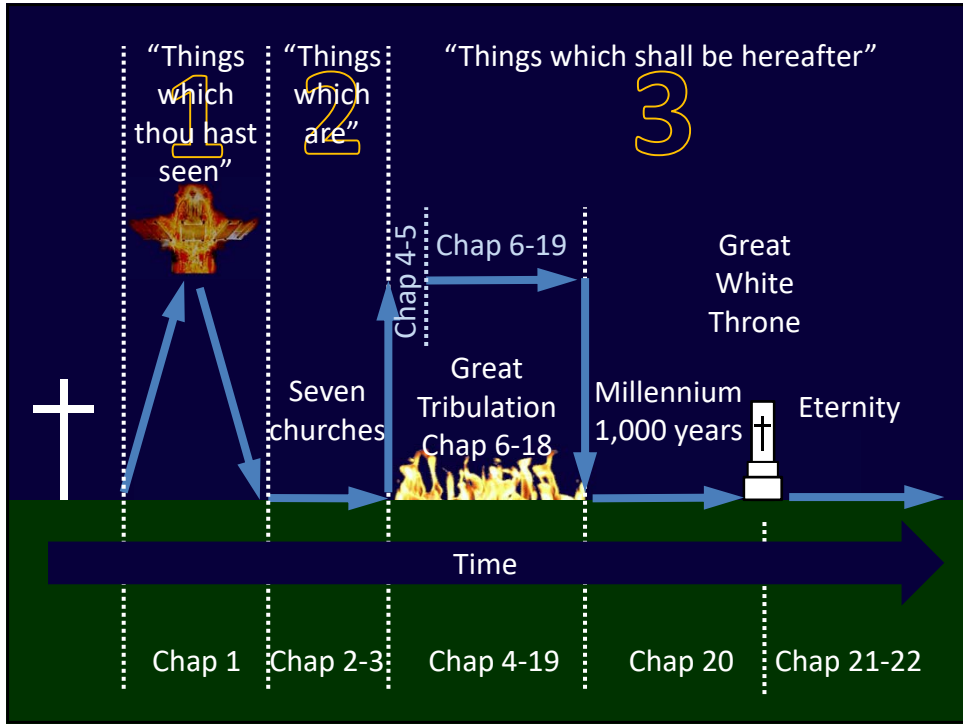 “Things
which
thou hast
seen”
1
“Things
which
are”
2
“Things which shall be hereafter”
3
Chap 4-5
Chap 6-19
Great
White
Throne
Seven
churches
Great
Tribulation
Chap 6-18
Millennium
1,000 years
Eternity
Time
Chap 1
Chap 2-3
Chap 4-19
Chap 20
Chap 21-22